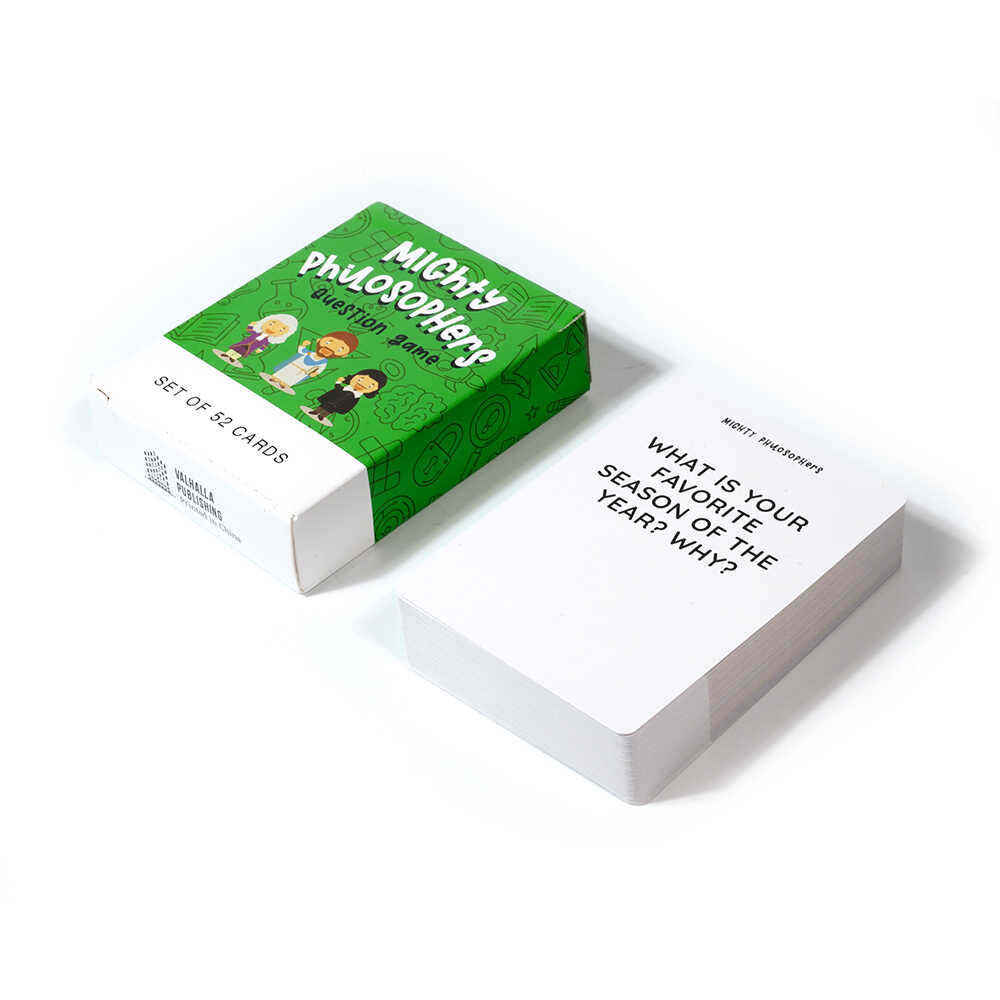 MIGHTY
PHILOSOPHERS
QUESTION GAME
SET OF 52 CARDS
VALHALLA
PUBLISHING
Printed in China
MIGHTY PHILOSOPHERS
WHAT IS YOUR
FAVORITE
SEASON OF THE
YEAR? WHY?